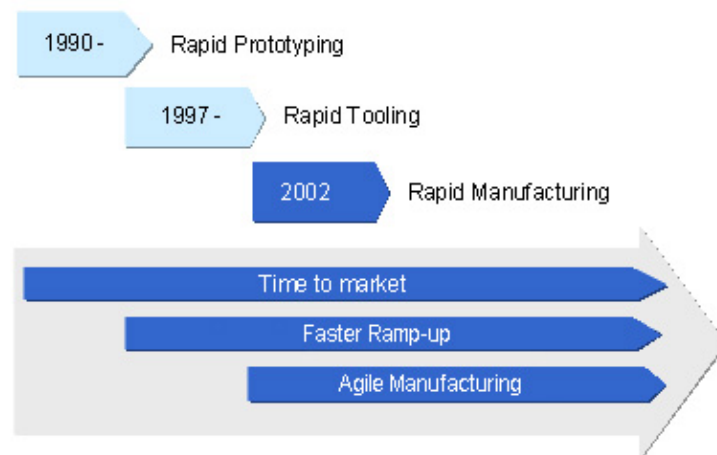 1990 - Rapid Prototyping
1997 - Rapid Tooling
2002 Rapid Manufacturing
Time to market
Faster Ramp-up
Agile Manufacturing